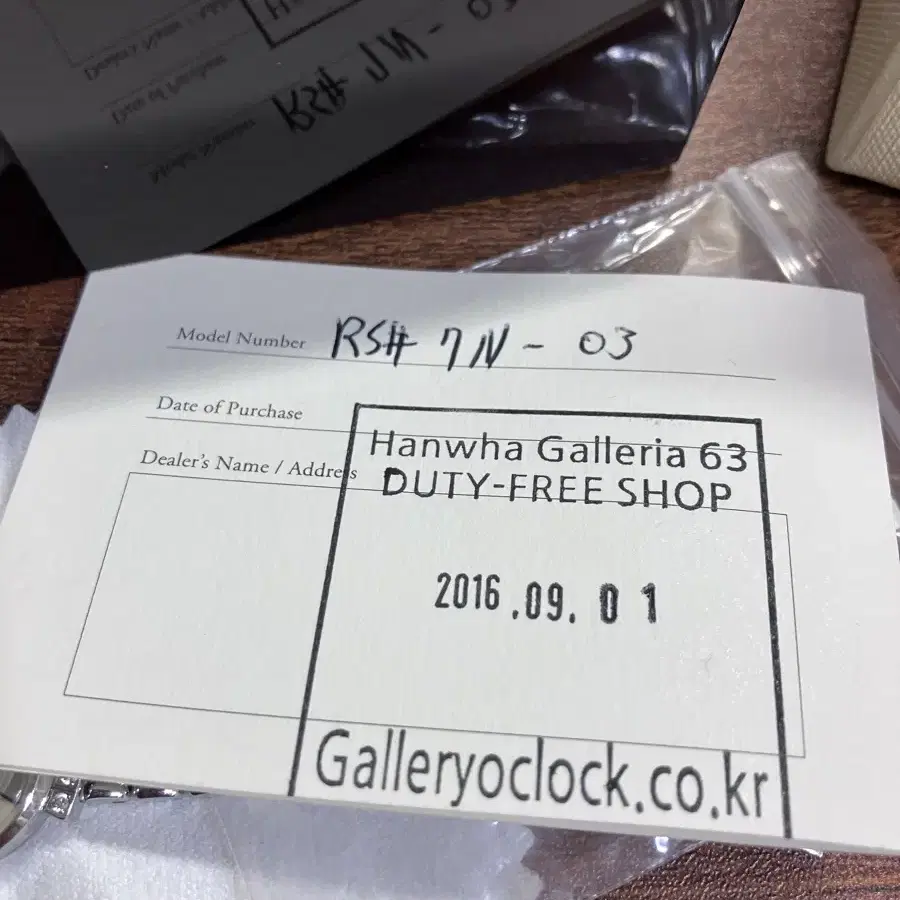 Model Number RS# 7N - 03
Date of Purchase
Dealer's Name / Address
Hanwha Galleria 63
DUTY-FREE SHOP
2016.09. 01
Galleryoclock.co.kr